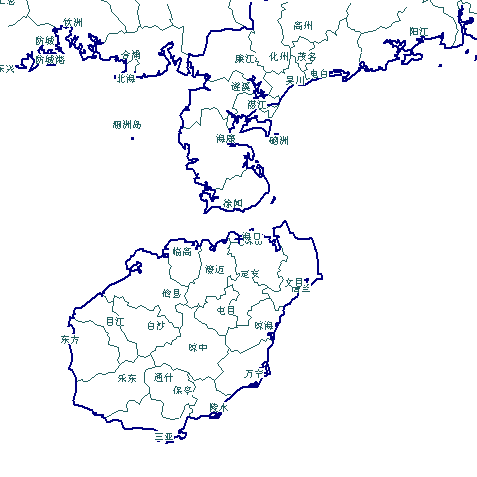 钦州
高州
阳江
防城
合浦
廉江
化州
茂名
防城港
东兴
北海
吴川
电白
遂溪
湛江
涠洲岛
海康
硇洲
徐闻
海口
临高
澄迈
定安
文昌
儋县
屯昌
昌江
白沙
琼海
东方
琼中
乐东
通什
万宁
保亭
陵水
三亚